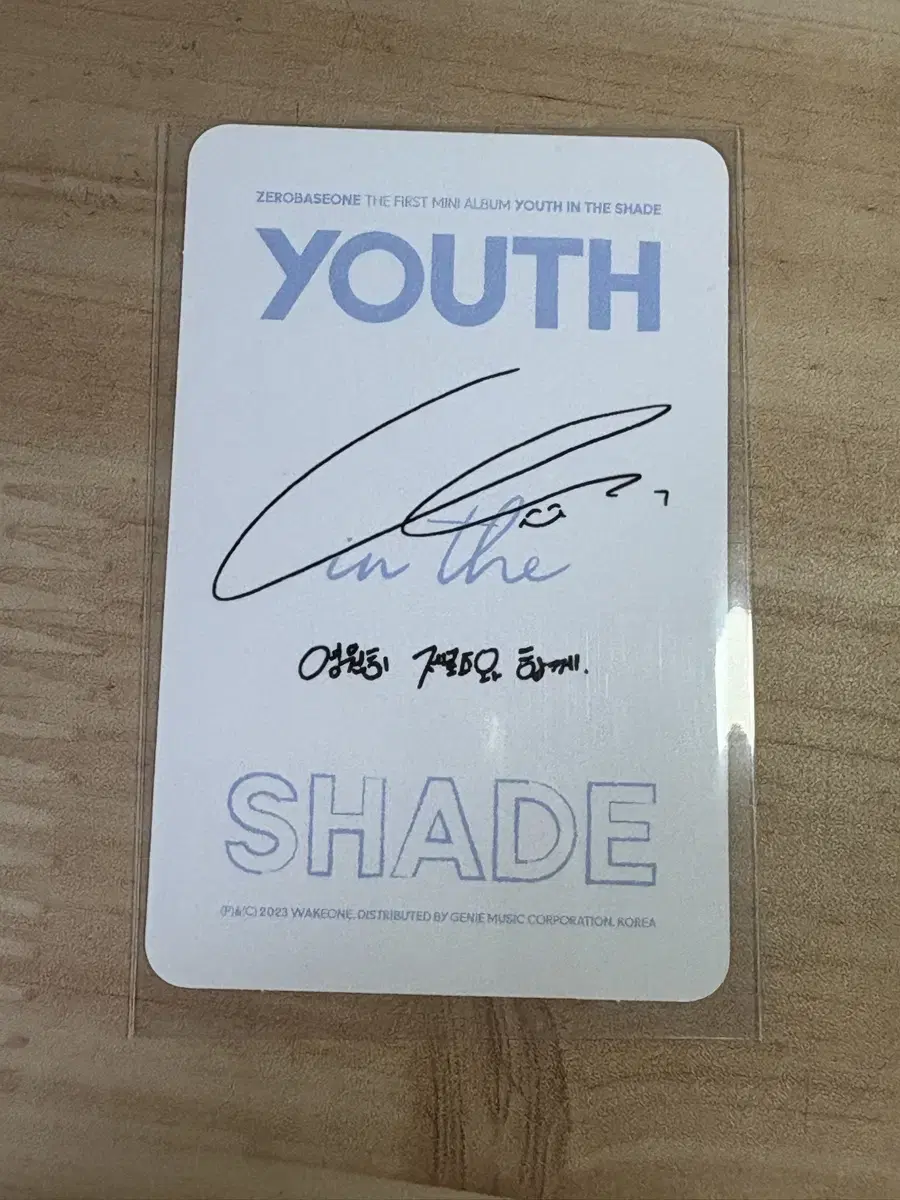 ZEROBASEONE THE FIRST MINI ALBUM YOUTH IN THE SHADE
YOUTH
in the
영원히 제로즈와 함께.
SHADE
(P)&(C) 2023 WAKEONE. DISTRIBUTED BY GENIE MUSIC CORPORATION. KOREA